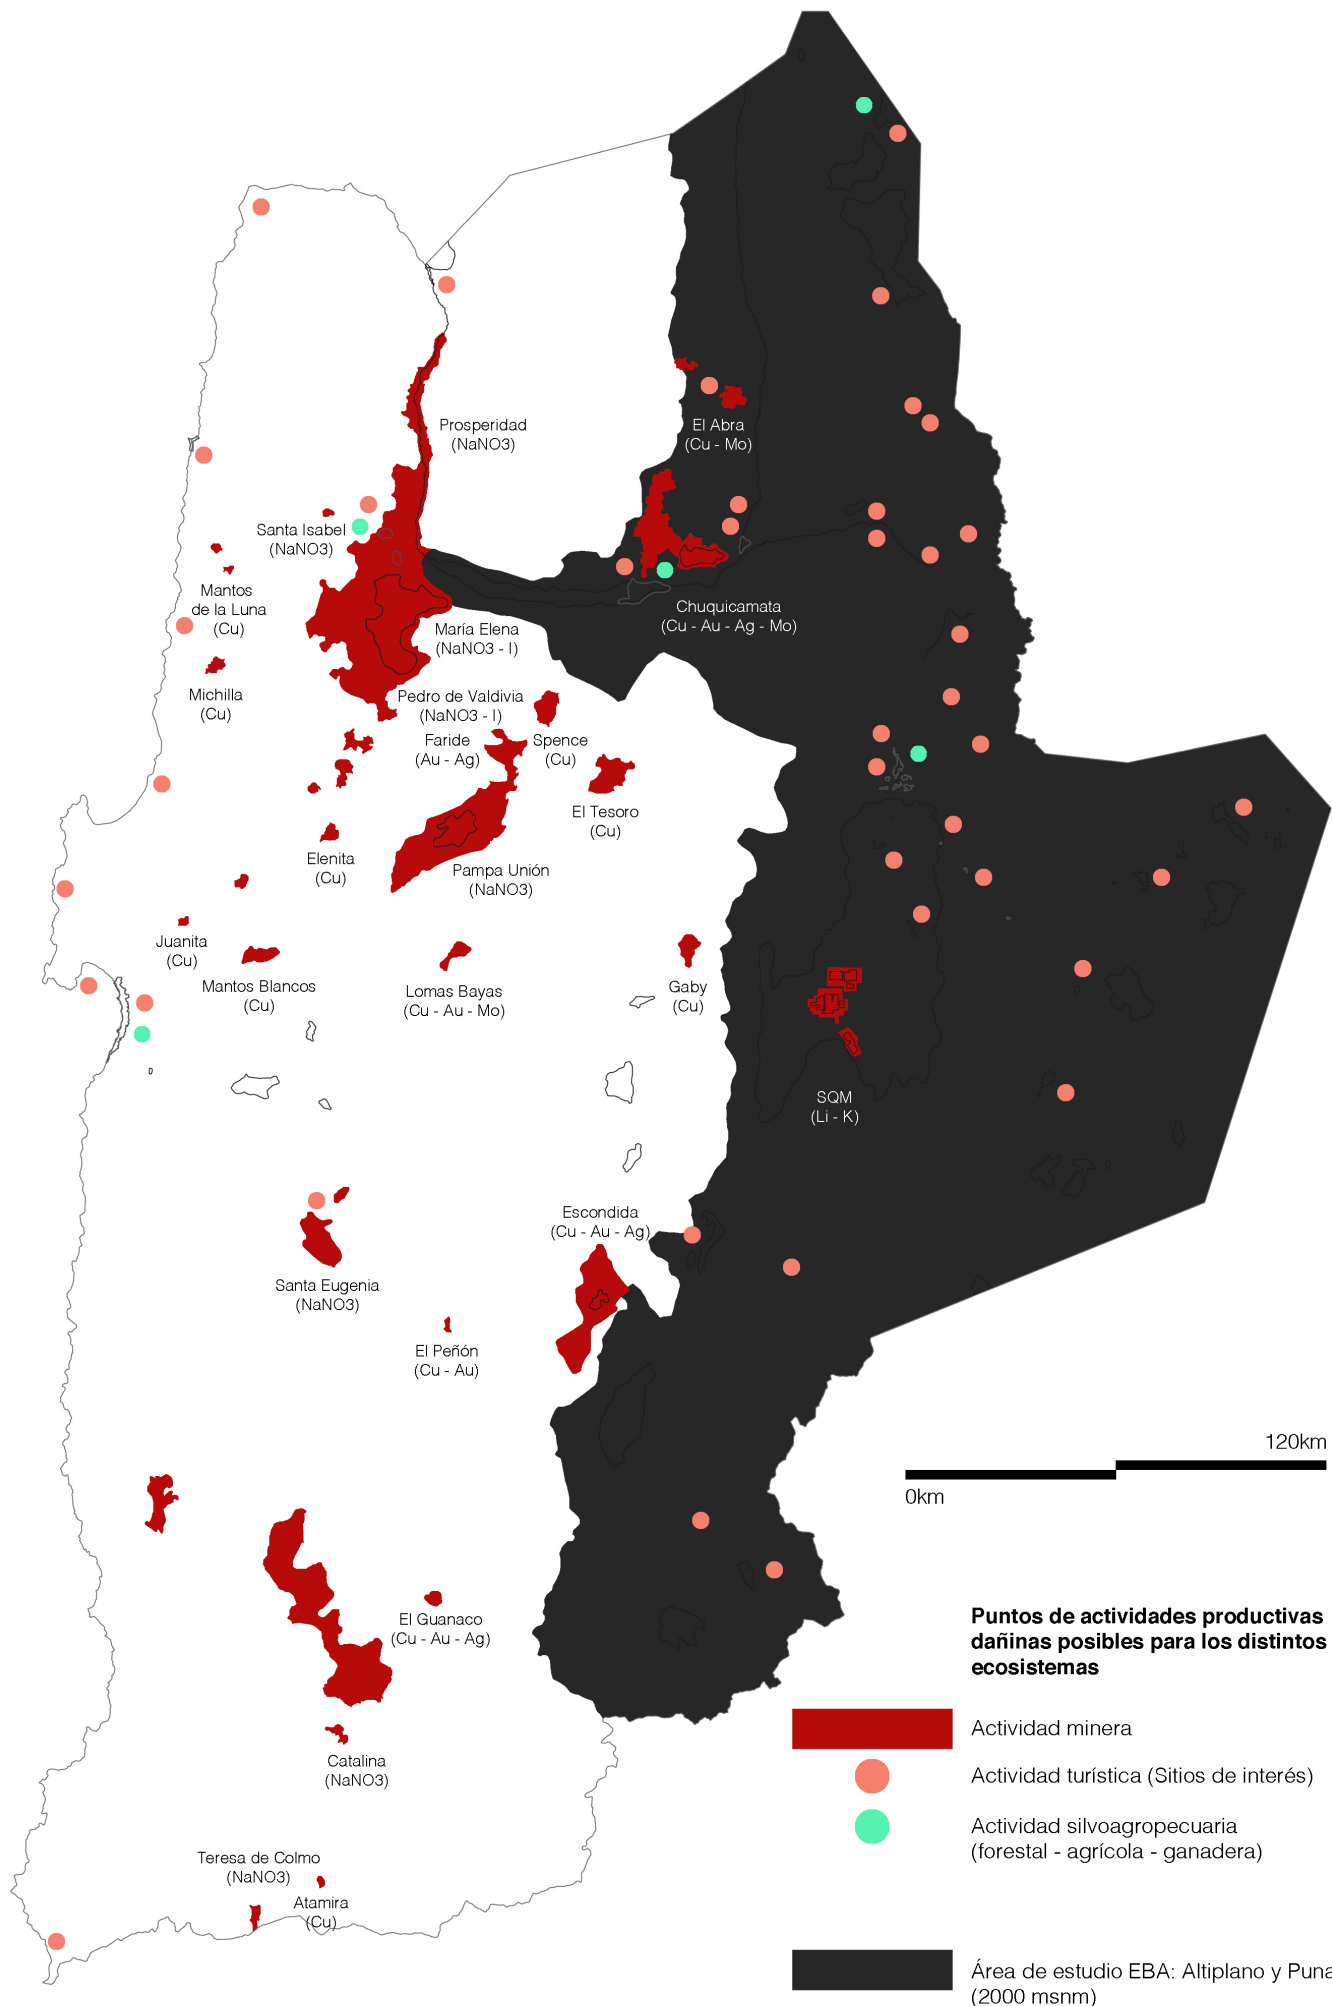 Prosperidad
(NaNO3)
El Abra
(Cu - Mo)
Santa Isabel
(NaNO3)
Mantos
de la Luna
(Cu)
Chuquicamata
(Cu - Au - Ag - Mo)
María Elena
(NaNO3 - I)
Michilla
(Cu)
Pedro de Valdivia
(NaNO3 - I)
Faride
(Au - Ag)
Spence
(Cu)
El Tesoro
(Cu)
Elenita
(Cu)
Pampa Unión
(NaNO3)
Juanita
(Cu)
Mantos Blancos
(Cu)
Lomas Bayas
(Cu - Au - Mo)
Gaby
(Cu)
SQM
(Li - K)
Escondida
(Cu - Au - Ag)
Santa Eugenia
(NaNO3)
El Peñón
(Cu - Au)
120km
0km
El Guanaco
(Cu - Au - Ag)
Catalina
(NaNO3)
Teresa de Colmo
(NaNO3)
Atamira
(Cu)
Puntos de actividades productivas
dañinas posibles para los distintos
ecosistemas
Actividad minera
Actividad turística (Sitios de interés)
Actividad silvoagropecuaria
(forestal - agrícola - ganadera)
Área de estudio EBA: Altiplano y Puna
(2000 msnm)